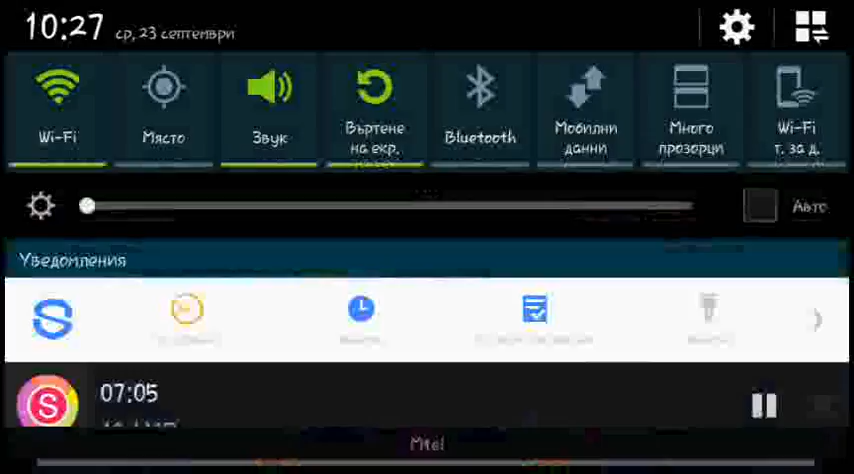 10:27 ср, 23 септември
Wi-Fi
Място
Звук
Въртене
на екр.
Bluetooth
Мобилни
данни
Много
прозорци
Wi-Fi
т. за д.
Авто
Уведомления
S
S
07:05
Mtel